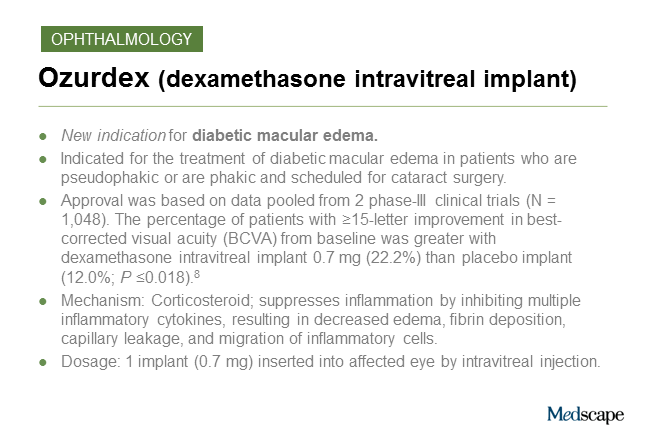 OPHTHALMOLOGY
Ozurdex (dexamethasone intravitreal implant)
● New indication for diabetic macular edema.
● Indicated for the treatment of diabetic macular edema in patients who are
pseudophakic or are phakic and scheduled for cataract surgery.
● Approval was based on data pooled from 2 phase-III clinical trials (N =
1,048). The percentage of patients with ≥15-letter improvement in best-
corrected visual acuity (BCVA) from baseline was greater with
dexamethasone intravitreal implant 0.7 mg (22.2%) than placebo implant
(12.0%; P ≤0.018).⁸
● Mechanism: Corticosteroid; suppresses inflammation by inhibiting multiple
inflammatory cytokines, resulting in decreased edema, fibrin deposition,
capillary leakage, and migration of inflammatory cells.
● Dosage: 1 implant (0.7 mg) inserted into affected eye by intravitreal injection.
Medscape